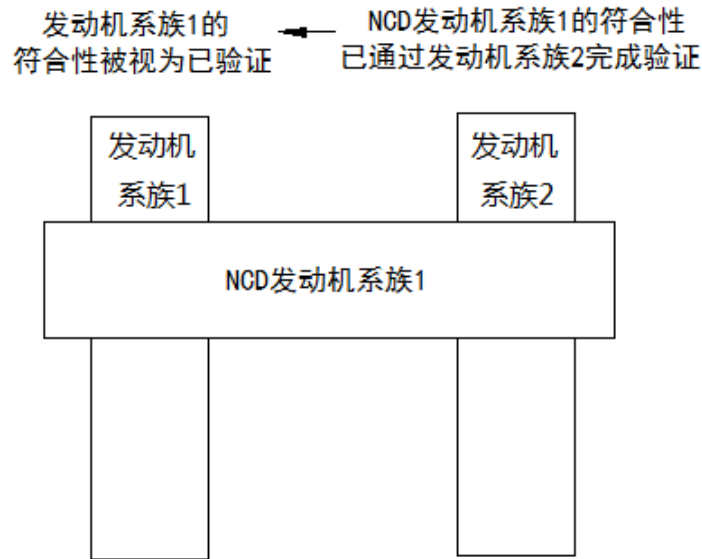 发动机系族1的
符合性被视为已验证
NCD发动机系族1的符合性
已通过发动机系族2完成验证
发动机
系族1
发动机
系族2
NCD发动机系族1